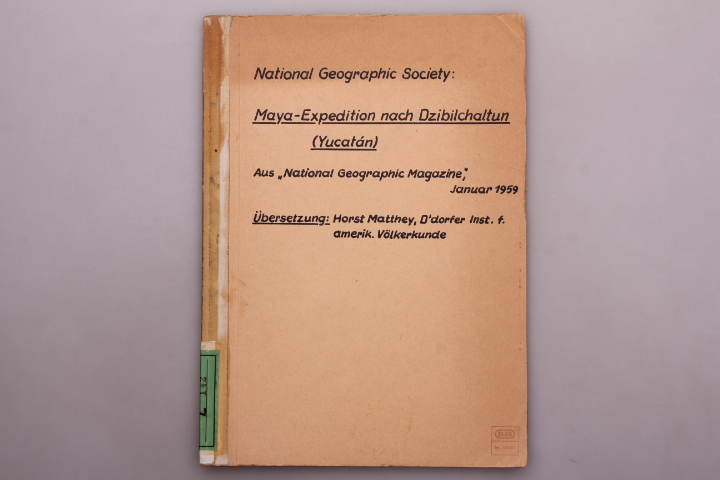 National Geographic Society:
Maya-Expedition nach Dzibilchaltun
(Yucatán)
Aus „National Geographic Magazine,"
Januar 1959
Übersetzung: Horst Matthey, D'dorfer Inst. f.
amerik. Völkerkunde